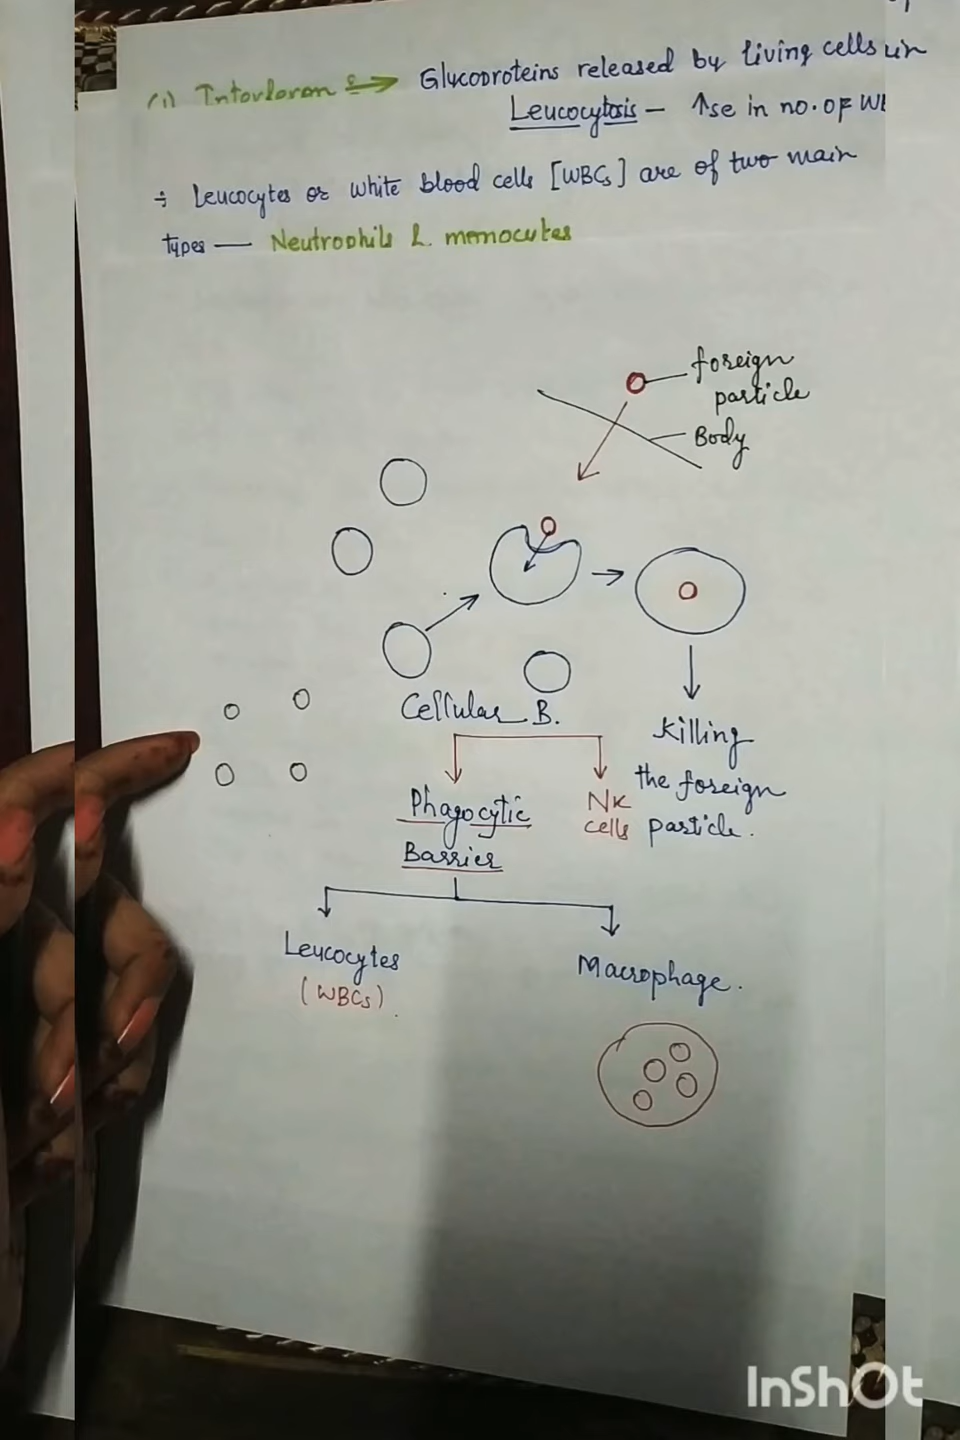 (i) Interferon => Glycoproteins released by living cells in
Leucocytosis — ↑se in no. of WB
÷ Leucocytes or white blood cells [WBCs] are of two main
types — Neutrophils & monocytes
foreign
particle
Body
Cellular B.
Killing
the foreign
particle.
Phagocytic
Barrier
NK
cells
Leucocytes
(WBCs).
Macrophage.
InShOt